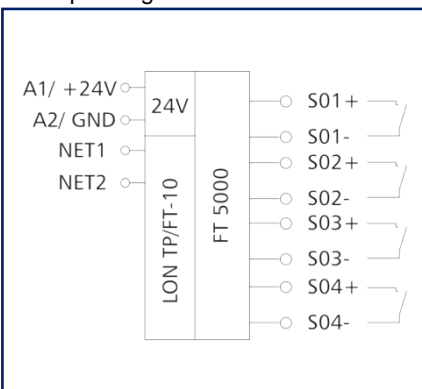 A1/ +24V
A2/ GND
NET1
NET2
24V
LON TP/FT-10
FT 5000
S01+
S01-
S02+
S02-
S03+
S03-
S04+
S04-